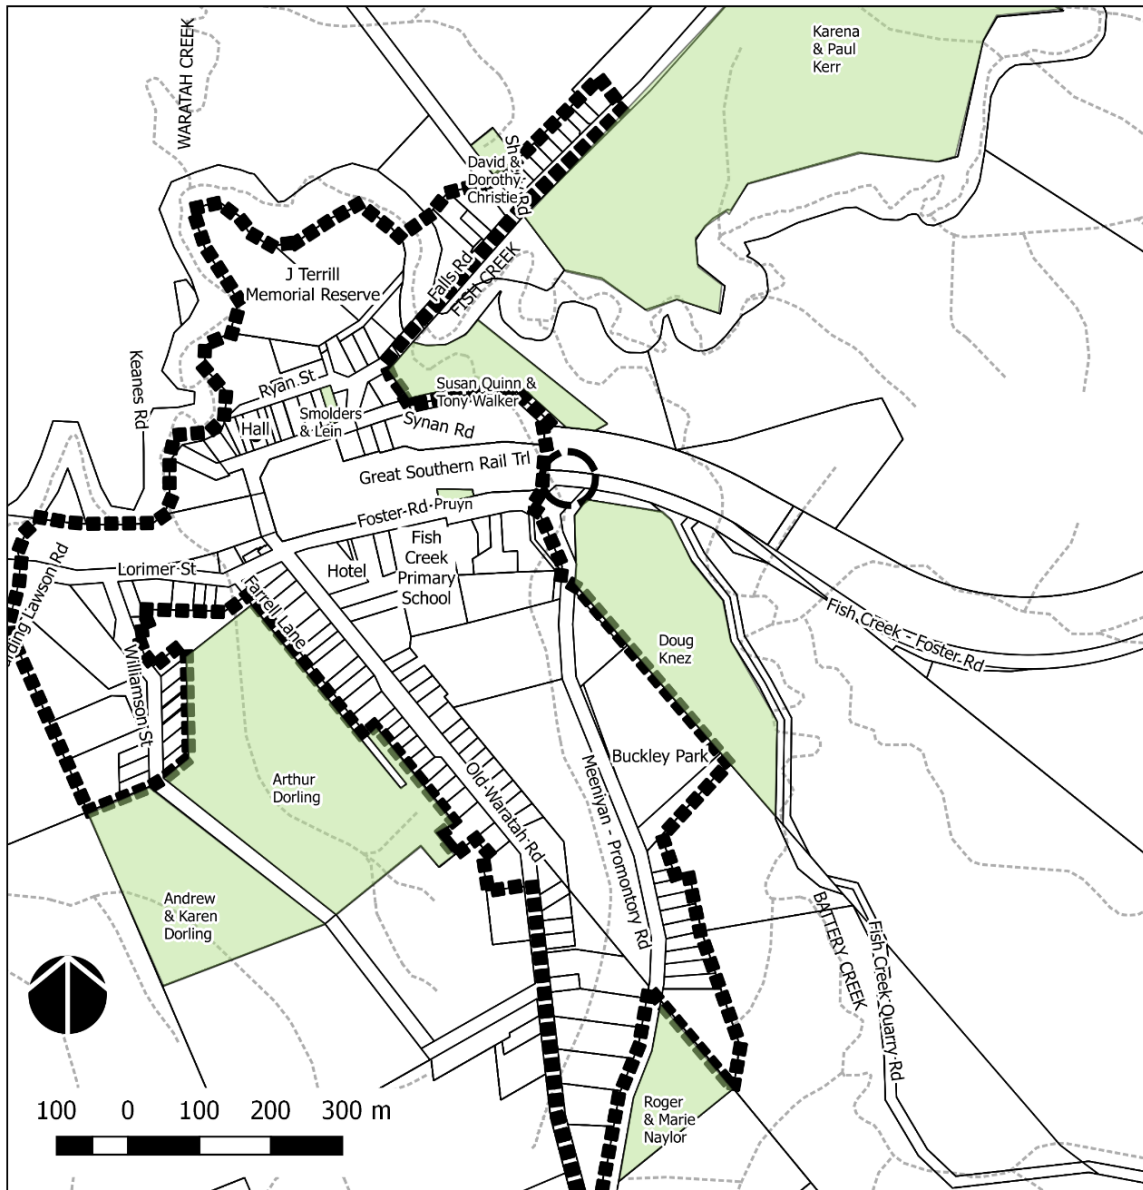 Karena
& Paul
Kerr
WARATAH CREEK
David &
Dorothy
Christie
Rd
Falls Rd
FISH CREEK
J Terrill
Memorial Reserve
Keanes Rd
Ryan St
Hall
Smolders
& Lein
Susan Quinn &
Tony Walker
Synan Rd
Great Southern Rail Trl
Foster Rd Pruyn
Fish
Creek
Primary
School
Hotel
Lorimer St
arding Lawson Rd
Farrell Lane
Williamson St
Doug
Knez
Fish Creek - Foster Rd
Buckley Park
Arthur
Dorling
Old Waratah Rd
Meeniyan - Promontory Rd
Andrew
& Karen
Dorling
BATTERY CREEK
Fish Creek Quarry Rd
Roger
& Marie
Naylor
100 0 100 200 300 m